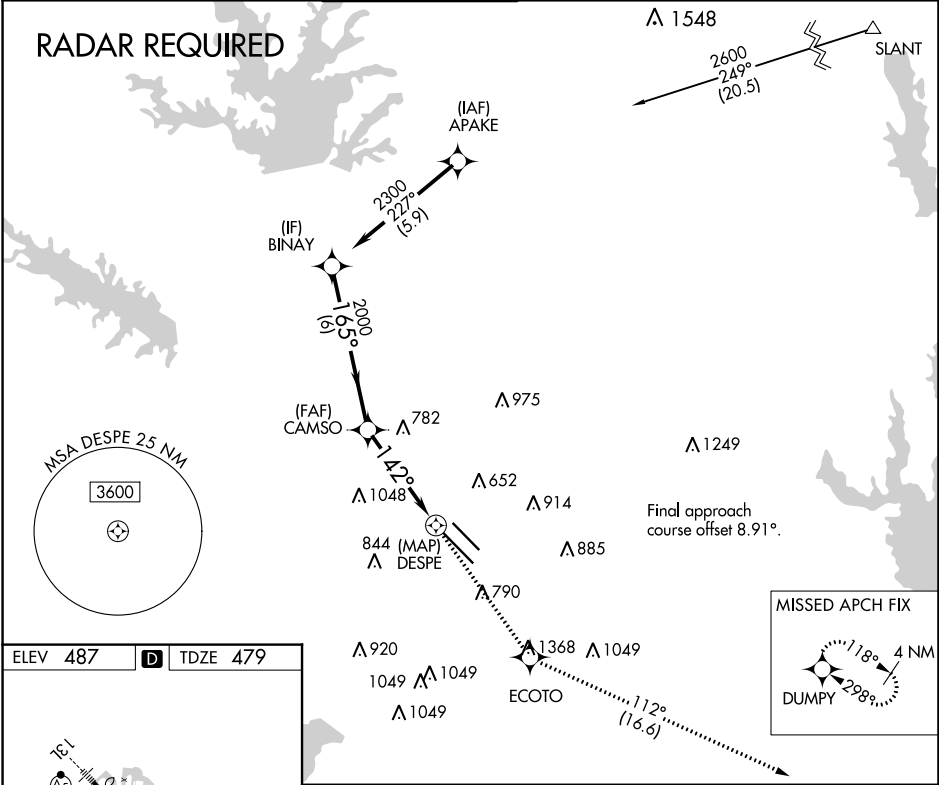 RADAR REQUIRED
1548
SLANT
2600
249°
(20.5)
(IAF)
APAKE
2300
227°
(5.9)
(IF)
BINAY
2000
165°
(6)
(FAF)
CAMSO
782
975
1249
142°
MSA DESPE 25 NM
3600
1048
652
914
Final approach
course offset 8.91°.
844
(MAP)
DESPE
885
790
MISSED APCH FIX
118°
4 NM
298°
DUMPY
920
1368
1049
1049
1049
1049
ECOTO
112°
(16.6)
ELEV 487 D TDZE 479
13L